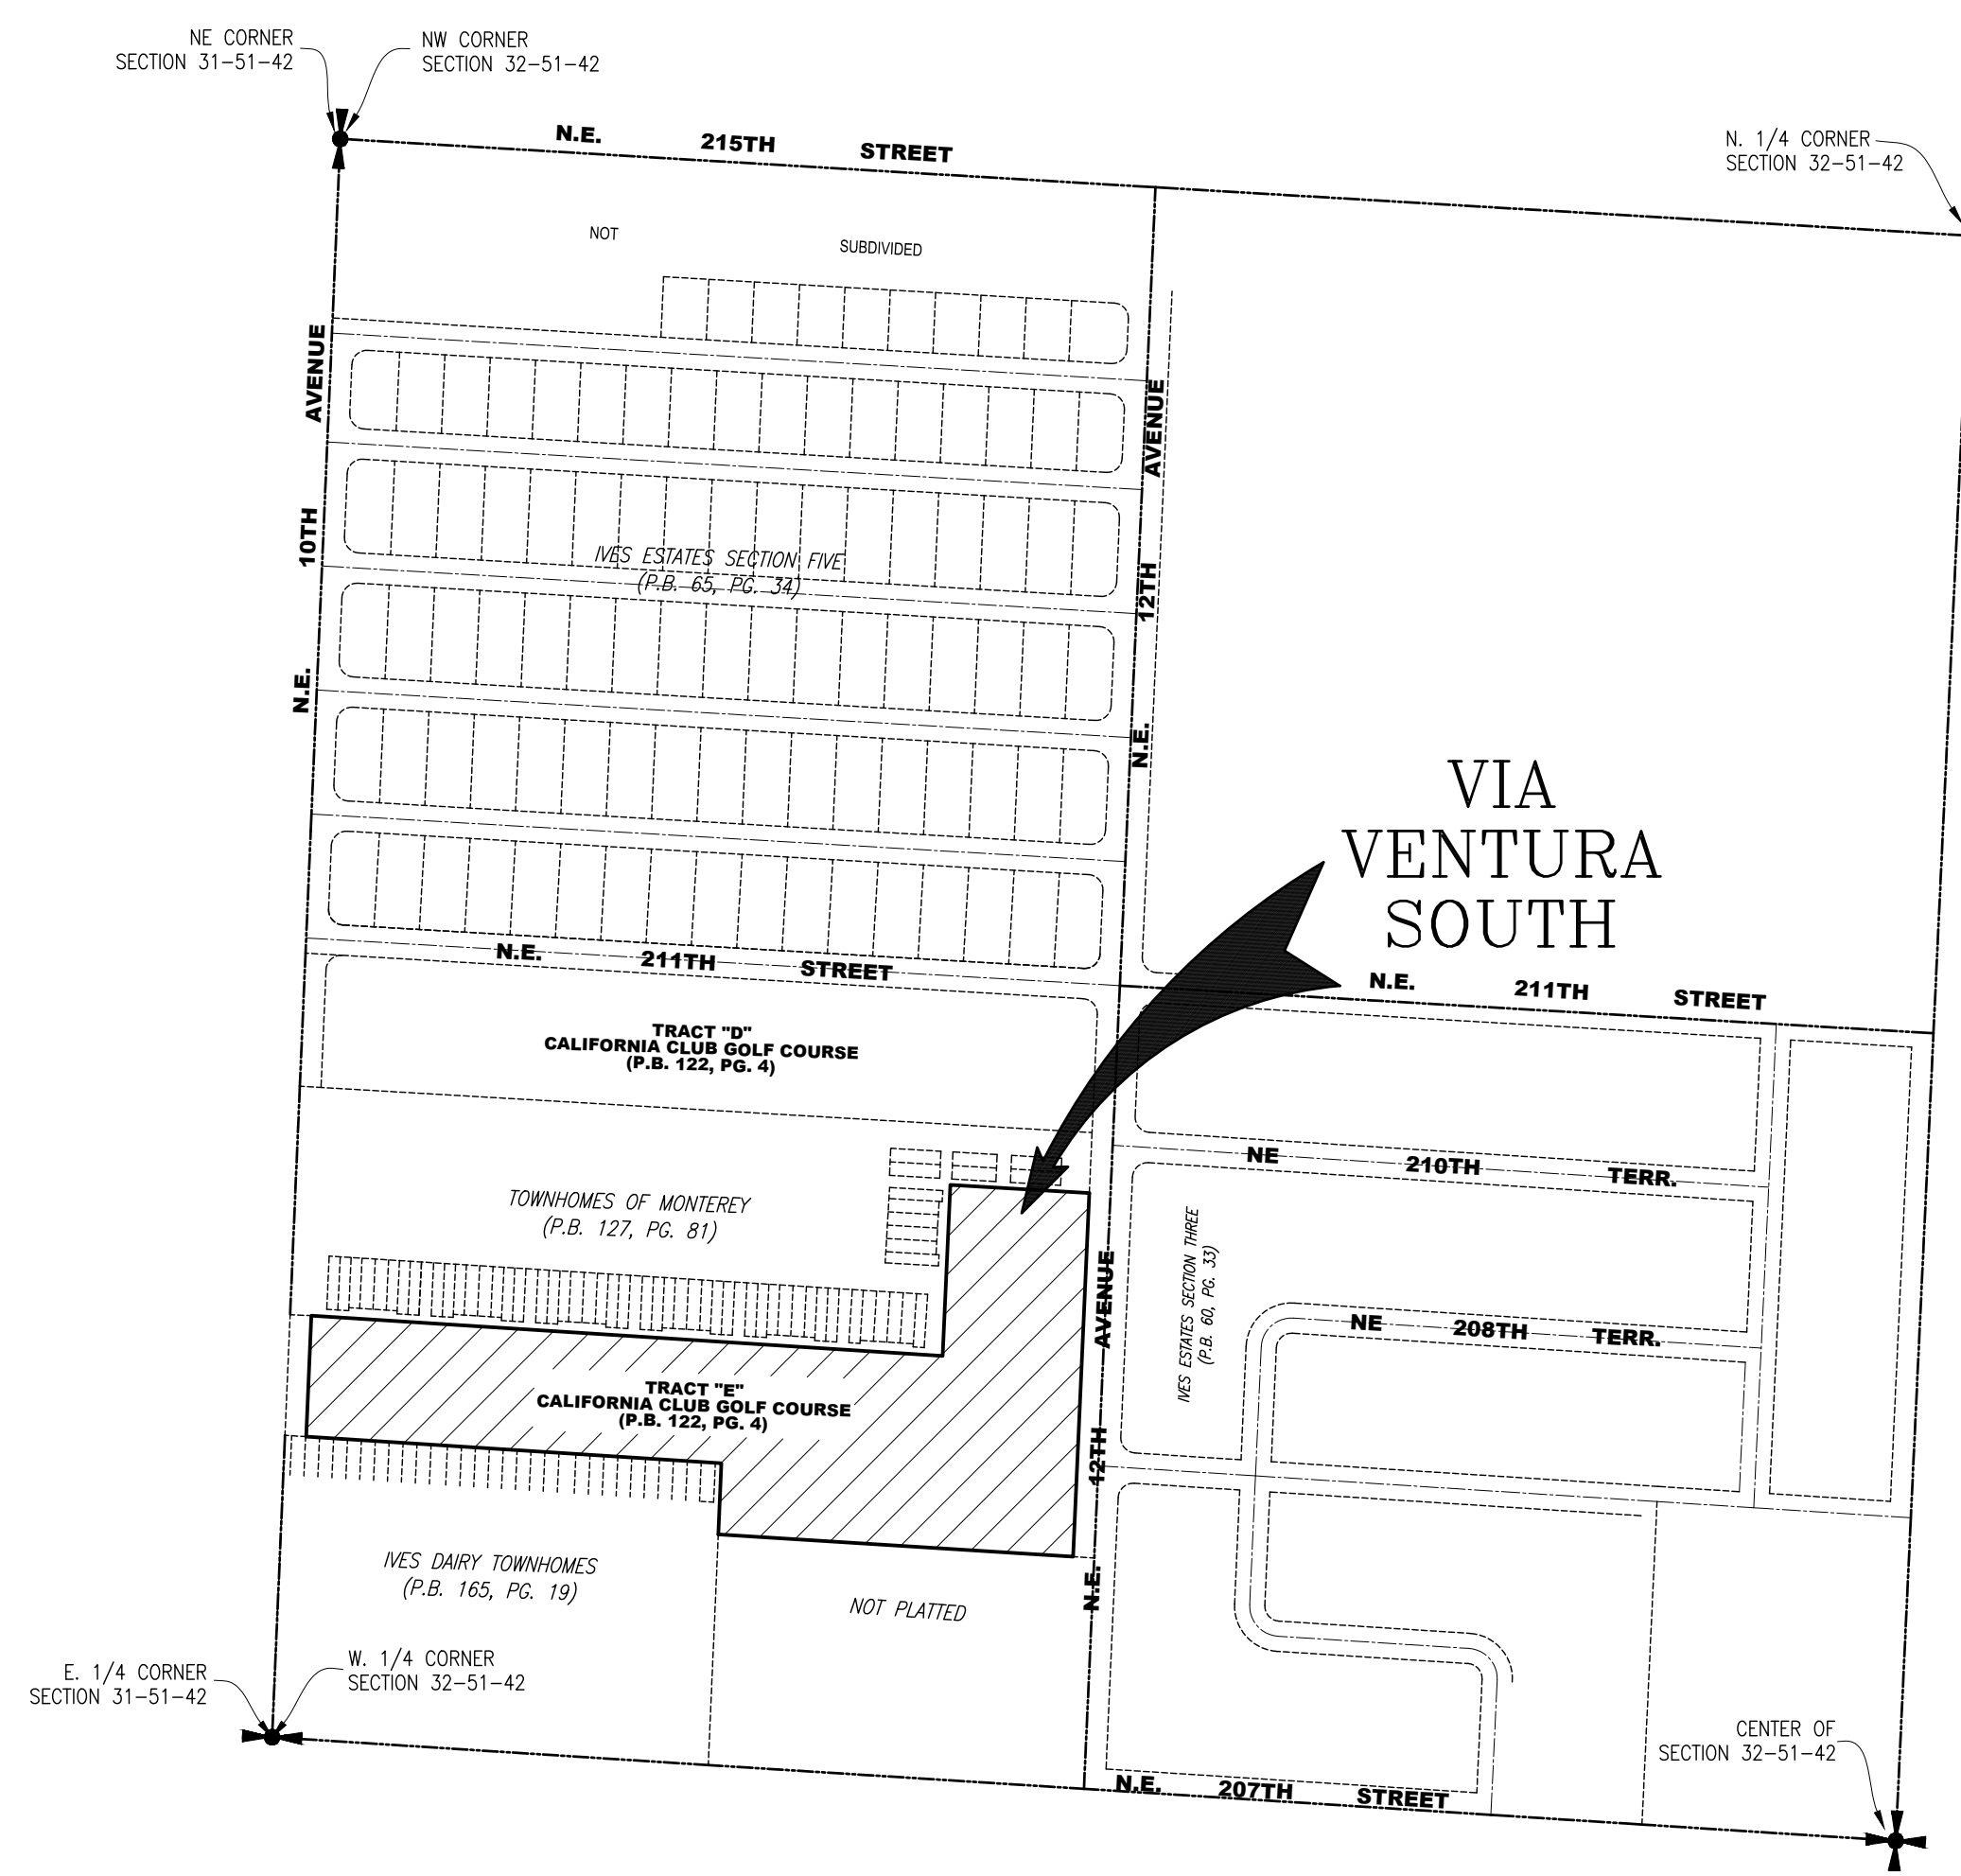 NE CORNER
SECTION 31-51-42
NW CORNER
SECTION 32-51-42
N. 1/4 CORNER
SECTION 32-51-42
N.E. 215TH STREET
NOT SUBDIVIDED
N.E. 10TH AVENUE
N.E. 12TH AVENUE
IVES ESTATES SECTION FIVE
(P.B. 65, PG. 34)
VIA
VENTURA
SOUTH
N.E. 211TH STREET
N.E. 211TH STREET
TRACT "D"
CALIFORNIA CLUB GOLF COURSE
(P.B. 122, PG. 4)
NE 210TH TERR.
TOWNHOMES OF MONTEREY
(P.B. 127, PG. 81)
IVES ESTATES SECTION THREE
(P.B. 60, PG. 33)
N.E. 12TH AVENUE
NE 208TH TERR.
TRACT "E"
CALIFORNIA CLUB GOLF COURSE
(P.B. 122, PG. 4)
IVES DAIRY TOWNHOMES
(P.B. 165, PG. 19)
NOT PLATTED
E. 1/4 CORNER
SECTION 31-51-42
W. 1/4 CORNER
SECTION 32-51-42
CENTER OF
SECTION 32-51-42
N.E. 207TH STREET